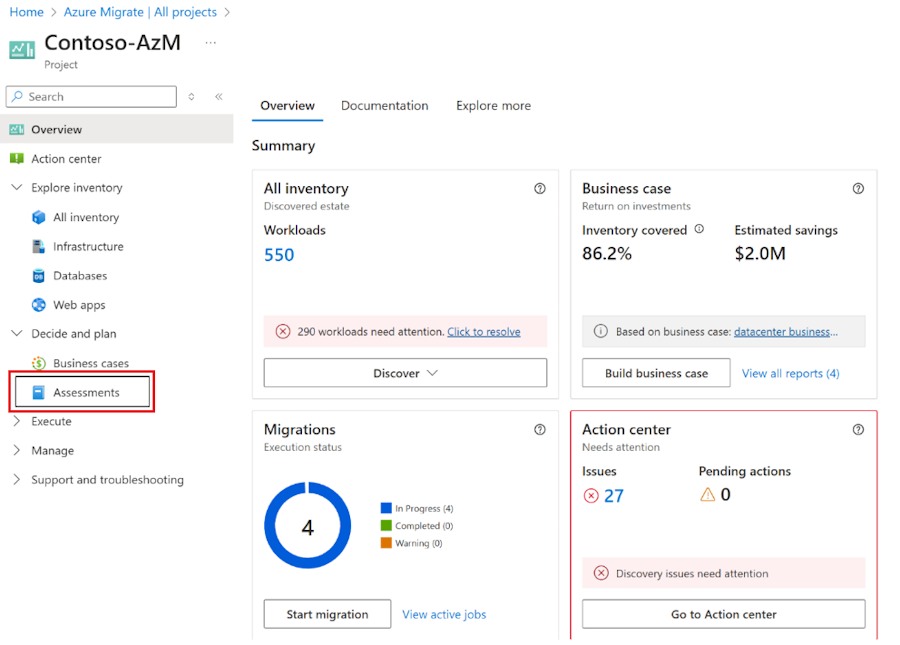 Home > Azure Migrate | All projects >
Contoso-AzM ...
Project
Search
Overview
Action center
Explore inventory
All inventory
Infrastructure
Databases
Web apps
Decide and plan
Business cases
Assessments
Execute
Manage
Support and troubleshooting
Overview Documentation Explore more
Summary
All inventory
Discovered estate
Workloads
550
290 workloads need attention. Click to resolve
Discover
Business case
Return on investments
Inventory covered Estimated savings
86.2% $2.0M
Based on business case: datacenter business...
Build business case View all reports (4)
Migrations
Execution status
4
In Progress (4)
Completed (0)
Warning (0)
Start migration View active jobs
Action center
Needs attention
Issues Pending actions
27 0
Discovery issues need attention
Go to Action center